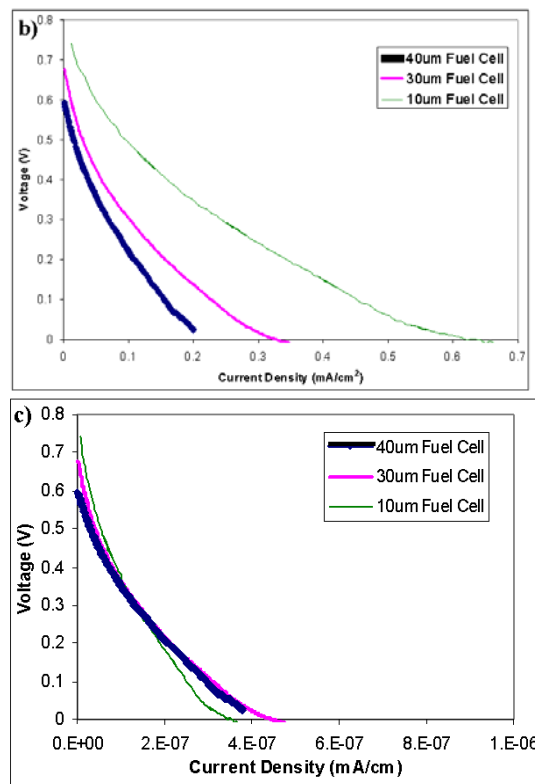 b)
0.8
0.7
0.6
0.5
0.4
0.3
0.2
0.1
0
Voltage (V)
40um Fuel Cell
30um Fuel Cell
10um Fuel Cell
0 0.1 0.2 0.3 0.4 0.5 0.6 0.7
Current Density (mA/cm²)
c)
0.8
0.7
0.6
0.5
0.4
0.3
0.2
0.1
0
Voltage (V)
40um Fuel Cell
30um Fuel Cell
10um Fuel Cell
0.E+00 2.E-07 4.E-07 6.E-07 8.E-07 1.E-06
Current Density (mA/cm)